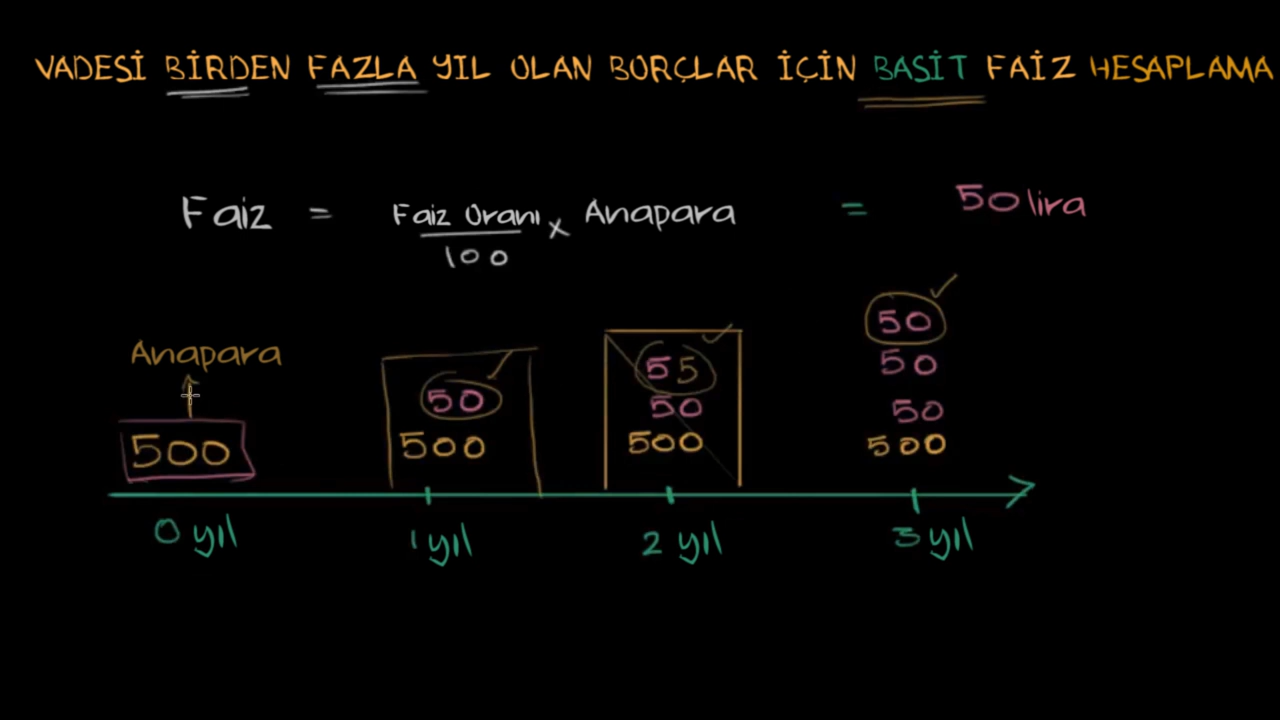 VADESİ BİRDEN FAZLA YIL OLAN BORÇLAR İÇİN BASİT FAİZ HESAPLAMA
Faiz = Faiz Oranı / 100 x Anapara = 50 lira
Anapara
500
50
500
55
50
500
50
50
50
500
0 yıl 1 yıl 2 yıl 3 yıl